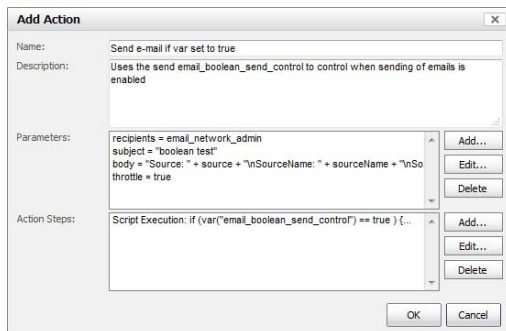 Add Action
Name:
Send e-mail if var set to true
Description:
Uses the send email_boolean_send_control to control when sending of emails is
enabled
Parameters:
recipients = email_network_admin
subject = "boolean test"
body = "Source: " + source + "\nSourceName: " + sourceName + "\nSo
throttle = true
Add...
Edit...
Delete
Action Steps:
Script Execution: if (var("email_boolean_send_control") == true ) {...
Add...
Edit...
Delete
OK
Cancel